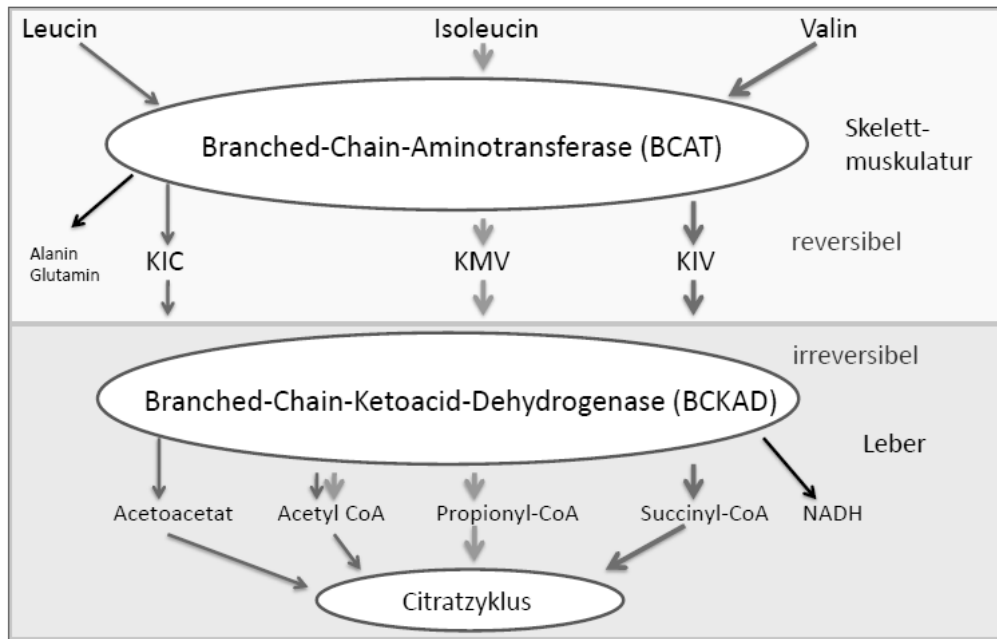 Leucin
Isoleucin
Valin
Branched-Chain-Aminotransferase (BCAT)
Skelett-
muskulatur
Alanin
Glutamin
KIC
KMV
KIV
reversibel
irreversibel
Branched-Chain-Ketoacid-Dehydrogenase (BCKAD)
Leber
Acetoacetat
Acetyl CoA
Propionyl-CoA
Succinyl-CoA
NADH
Citratzyklus